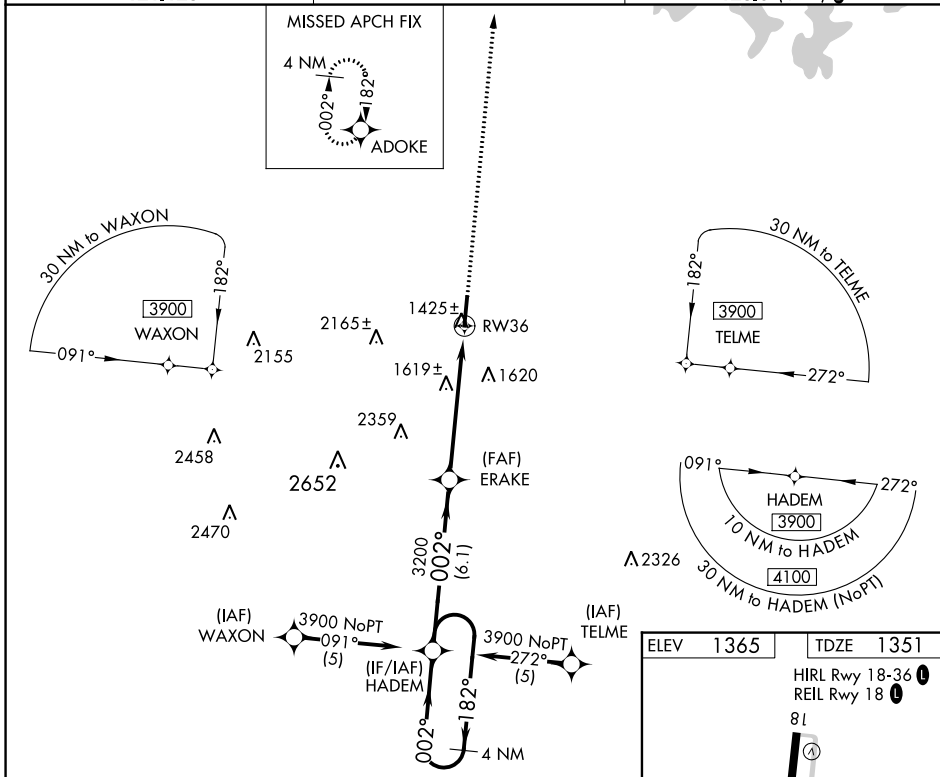 MISSED APCH FIX
4 NM
002°
182°
ADOKE
30 NM to WAXON
182°
3900
WAXON
091°
2155
2165±
1425±
RW36
1619±
1620
2359
2458
2652
2470
(FAF)
ERAKE
30 NM to TELME
182°
3900
TELME
272°
091°
272°
HADEM
3900
10 NM to HADEM
4100
30 NM to HADEM (NoPT)
2326
3200
002°
(6.1)
(IAF)
WAXON
3900 NoPT
091°
(5)
(IF/IAF)
HADEM
3900 NoPT
272°
(5)
(IAF)
TELME
002°
182°
4 NM
ELEV 1365
TDZE 1351
HIRL Rwy 18-36 L
REIL Rwy 18 L
18
V